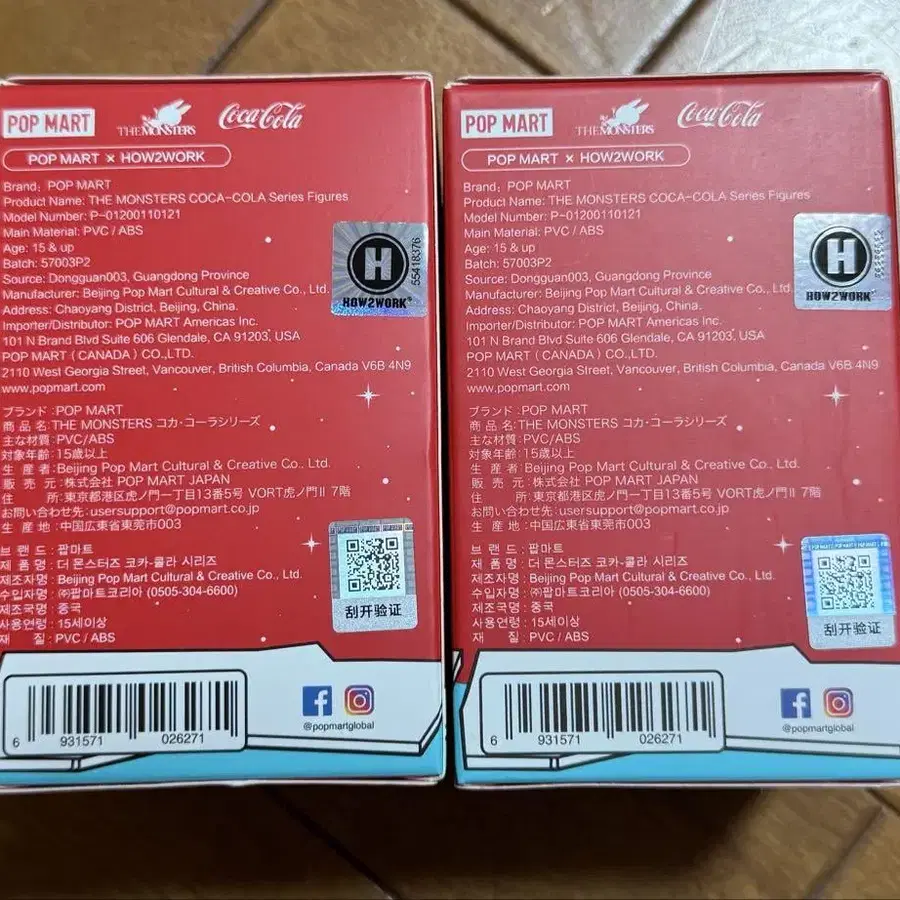 POP MART
THE MONSTERS
Coca-Cola
POP MART × HOW2WORK
Brand: POP MART
Product Name: THE MONSTERS COCA-COLA Series Figures
Model Number: P-01200110121
Main Material: PVC / ABS
Age: 15 & up
Batch: 57003P2
Source: Dongguan003, Guangdong Province
Manufacturer: Beijing Pop Mart Cultural & Creative Co., Ltd.
Address: Chaoyang District, Beijing, China.
Importer/Distributor: POP MART Americas Inc.
101 N Brand Blvd Suite 606 Glendale, CA 91203, USA
POP MART (CANADA) CO.,LTD.
2110 West Georgia Street, Vancouver, British Columbia, Canada V6B 4N9
www.popmart.com
H
HOW2WORK
55418376
ブランド:POP MART
商品名:THE MONSTERS コカ・コーラシリーズ
主な材質:PVC/ABS
対象年齢:15歳以上
生産者:Beijing Pop Mart Cultural & Creative Co., Ltd.
販売元:株式会社 POP MART JAPAN
住所:東京都港区虎ノ門一丁目13番5号 VORT虎ノ門Ⅱ 7階
お問い合わせ先:usersupport@popmart.co.jp
生産地:中国広東省東莞市003
브랜드:팝마트
제품명:더 몬스터즈 코카-콜라 시리즈
제조자명:Beijing Pop Mart Cultural & Creative Co., Ltd.
수입자명:㈜팝마트코리아 (0505-304-6600)
제조국명:중국
사용연령:15세이상
재질:PVC/ABS
刮开验证
6 931571 026271
@popmartglobal
POP MART
THE MONSTERS
Coca-Cola
POP MART × HOW2WORK
Brand: POP MART
Product Name: THE MONSTERS COCA-COLA Series Figures
Model Number: P-01200110121
Main Material: PVC / ABS
Age: 15 & up
Batch: 57003P2
Source: Dongguan003, Guangdong Province
Manufacturer: Beijing Pop Mart Cultural & Creative Co., Ltd.
Address: Chaoyang District, Beijing, China.
Importer/Distributor: POP MART Americas Inc.
101 N Brand Blvd Suite 606 Glendale, CA 91203, USA
POP MART (CANADA) CO.,LTD.
2110 West Georgia Street, Vancouver, British Columbia, Canada V6B 4N9
www.popmart.com
H
HOW2WORK
ブランド:POP MART
商品名:THE MONSTERS コカ・コーラシリーズ
主な材質:PVC/ABS
対象年齢:15歳以上
生産者:Beijing Pop Mart Cultural & Creative Co., Ltd.
販売元:株式会社 POP MART JAPAN
住所:東京都港区虎ノ門一丁目13番5号 VORT虎ノ門Ⅱ 7階
お問い合わせ先:usersupport@popmart.co.jp
生産地:中国広東省東莞市003
브랜드:팝마트
제품명:더 몬스터즈 코카-콜라 시리즈
제조자명:Beijing Pop Mart Cultural & Creative Co., Ltd.
수입자명:㈜팝마트코리아 (0505-304-6600)
제조국명:중국
사용연령:15세이상
재질:PVC/ABS
POP MART POP MART POP MART
刮开验证
6 931571 026271
@popmartglobal